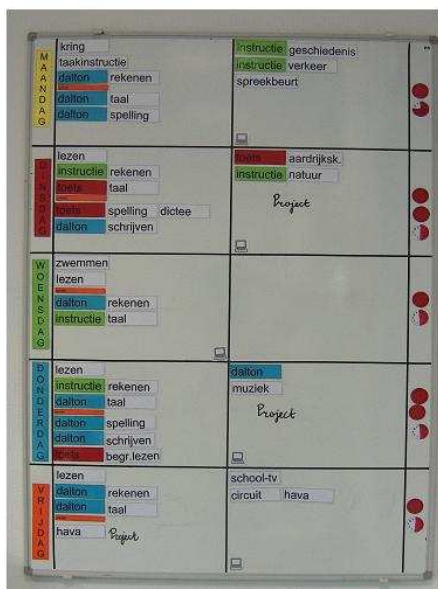 MAANDAG
kring
taakinstructie
dalton rekenen
dalton taal
dalton spelling
instructie geschiedenis
instructie verkeer
spreekbeurt
DINSDAG
lezen
instructie rekenen
toets taal
toets spelling dictee
dalton schrijven
toets aardrijksk.
instructie natuur
Project
WOENSDAG
zwemmen
lezen
dalton rekenen
instructie taal
DONDERDAG
lezen
instructie rekenen
dalton taal
dalton spelling
dalton schrijven
toets begr.lezen
dalton
muziek
Project
VRIJDAG
lezen
dalton rekenen
dalton taal
hava Project
school-tv
circuit hava